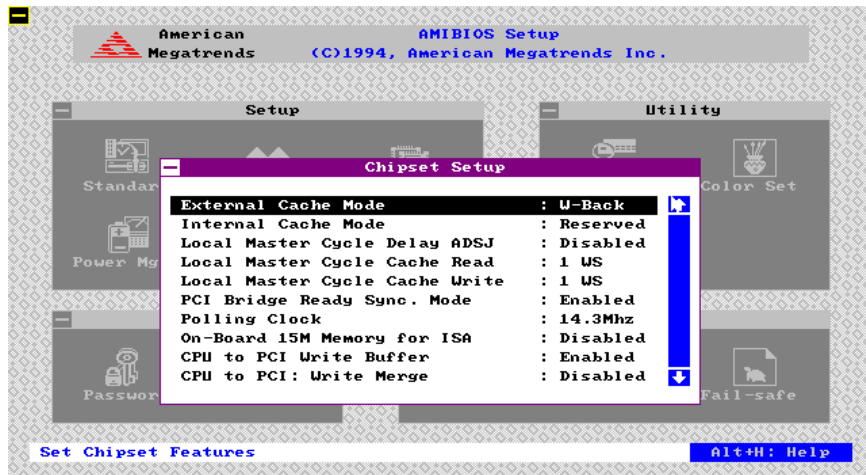 American Megatrends
AMIBIOS Setup
(C)1994, American Megatrends Inc.
Setup
Utility
Standar
Color Set
Power Mg
Chipset Setup
External Cache Mode : W-Back
Internal Cache Mode : Reserved
Local Master Cycle Delay ADSJ : Disabled
Local Master Cycle Cache Read : 1 WS
Local Master Cycle Cache Write : 1 WS
PCI Bridge Ready Sync. Mode : Enabled
Polling Clock : 14.3Mhz
On-Board 15M Memory for ISA : Disabled
CPU to PCI Write Buffer : Enabled
CPU to PCI: Write Merge : Disabled
Passwor
Fail-safe
Set Chipset Features
Alt+H: Help